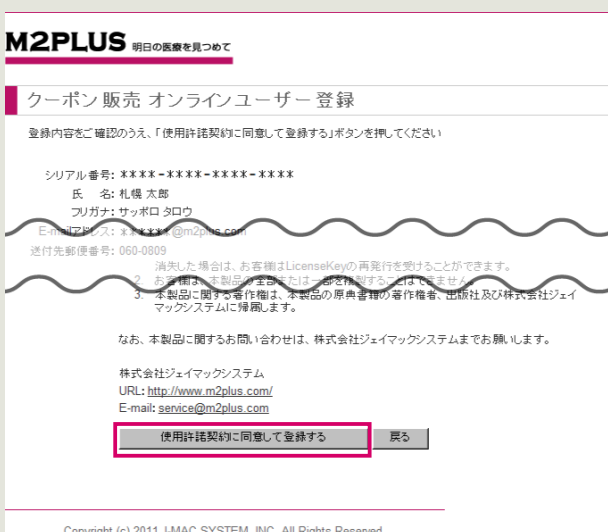 M2PLUS 明日の医療を見つめて
クーポン販売 オンラインユーザー登録
登録内容をご確認のうえ、「使用許諾契約に同意して登録する」ボタンを押してください
シリアル番号: ****-****-****-****
氏 名: 札幌 太郎
フリガナ: サッポロ タロウ
E-mailアドレス: ******@m2plus.com
送付先郵便番号: 060-0809
消失した場合は、お客様はLicenseKeyの再発行を受けることができます。
2. お客様は、本製品の全部または一部を複製することはできません。
3. 本製品に関する著作権は、本製品の原典書籍の著作権者、出版社及び株式会社ジェイ
マックシステムに帰属します。
なお、本製品に関するお問い合わせは、株式会社ジェイマックシステムまでお願いします。
株式会社ジェイマックシステム
URL: http://www.m2plus.com/
E-mail: service@m2plus.com
使用許諾契約に同意して登録する 戻る
Copyright (c) 2011 J-MAC SYSTEM, INC. All Rights Reserved